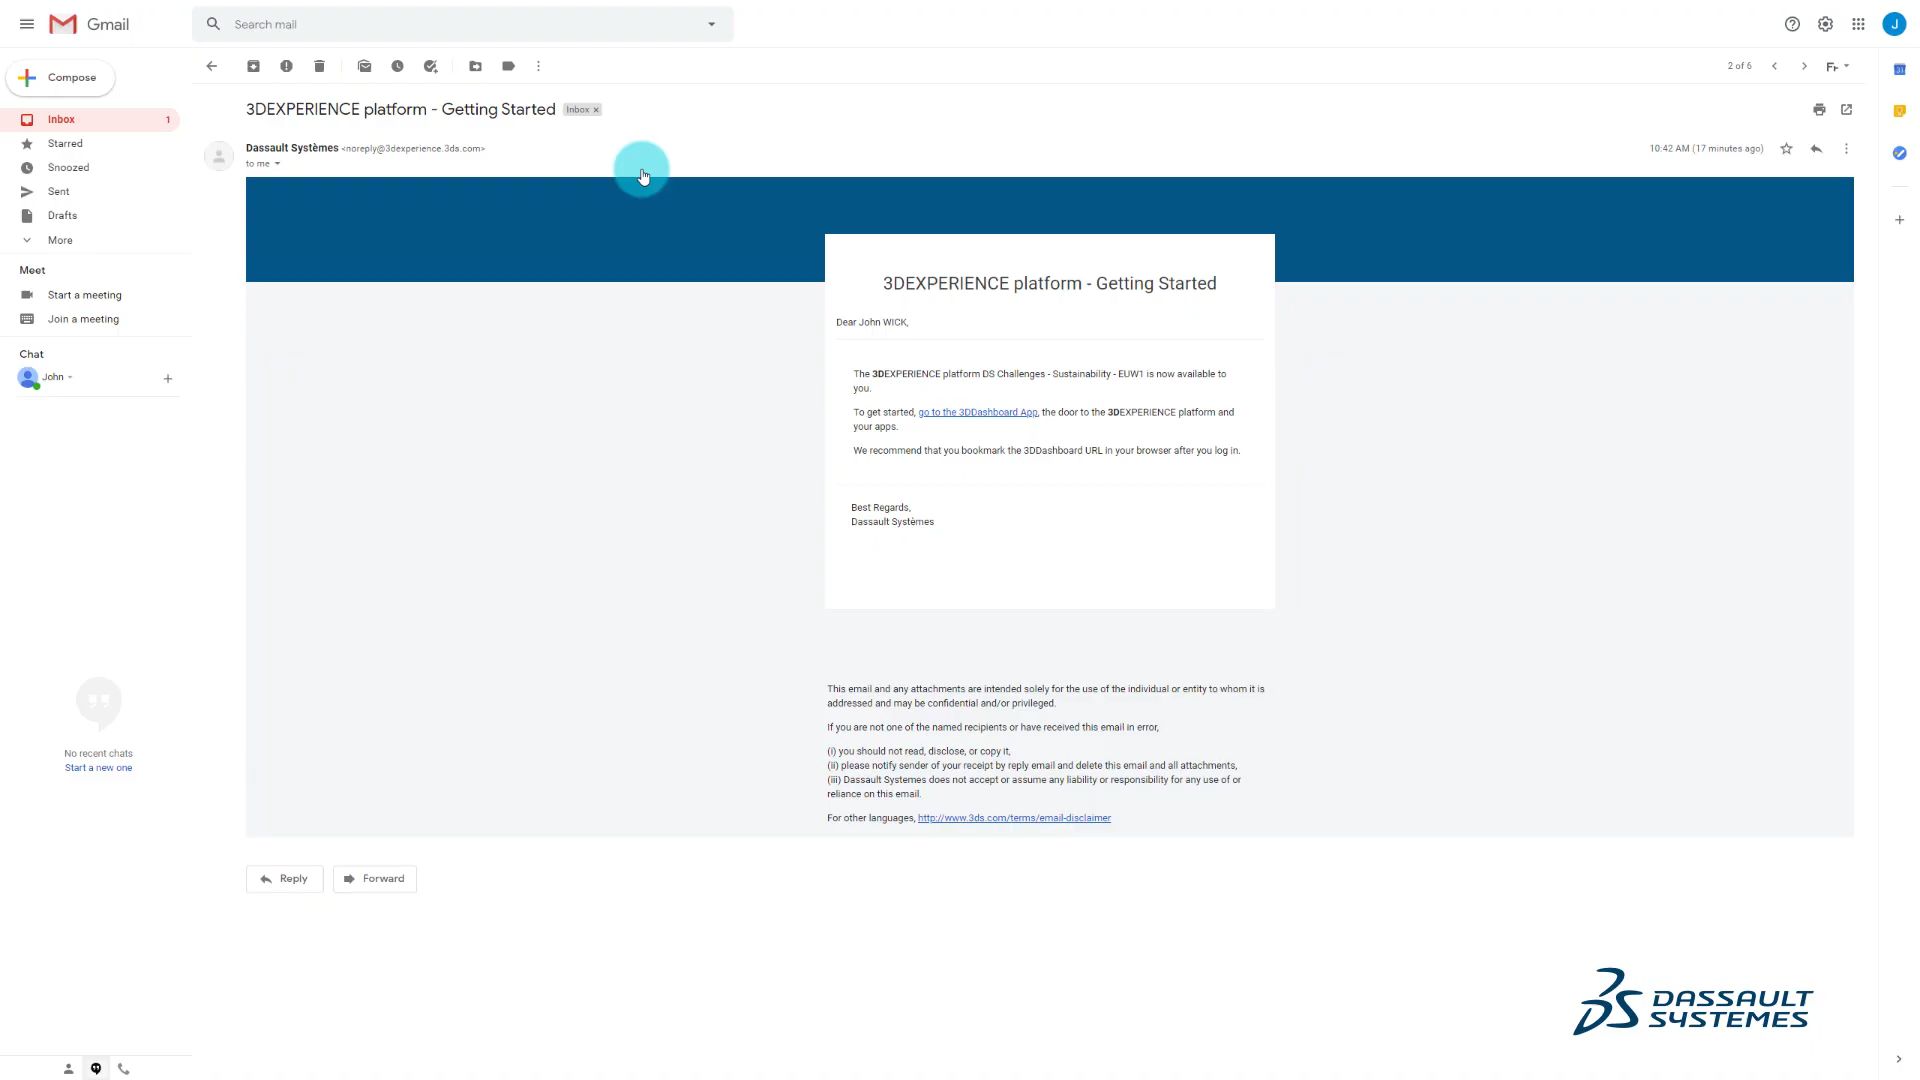 Gmail
Search mail
J
Compose
2 of 6
Inbox 1
Starred
Snoozed
Sent
Drafts
More
Meet
Start a meeting
Join a meeting
Chat
John
No recent chats
Start a new one
3DEXPERIENCE platform - Getting Started Inbox x
Dassault Systèmes <noreply@3dexperience.3ds.com>
to me
10:42 AM (17 minutes ago)
3DEXPERIENCE platform - Getting Started
Dear John WICK,
The 3DEXPERIENCE platform DS Challenges - Sustainability - EUW1 is now available to
you.
To get started, go to the 3DDashboard App, the door to the 3DEXPERIENCE platform and
your apps.
We recommend that you bookmark the 3DDashboard URL in your browser after you log in.
Best Regards,
Dassault Systèmes
This email and any attachments are intended solely for the use of the individual or entity to whom it is
addressed and may be confidential and/or privileged.
If you are not one of the named recipients or have received this email in error,
(i) you should not read, disclose, or copy it,
(ii) please notify sender of your receipt by reply email and delete this email and all attachments,
(iii) Dassault Systemes does not accept or assume any liability or responsibility for any use of or
reliance on this email.
For other languages, http://www.3ds.com/terms/email-disclaimer
Reply
Forward
DASSAULT
SYSTEMES